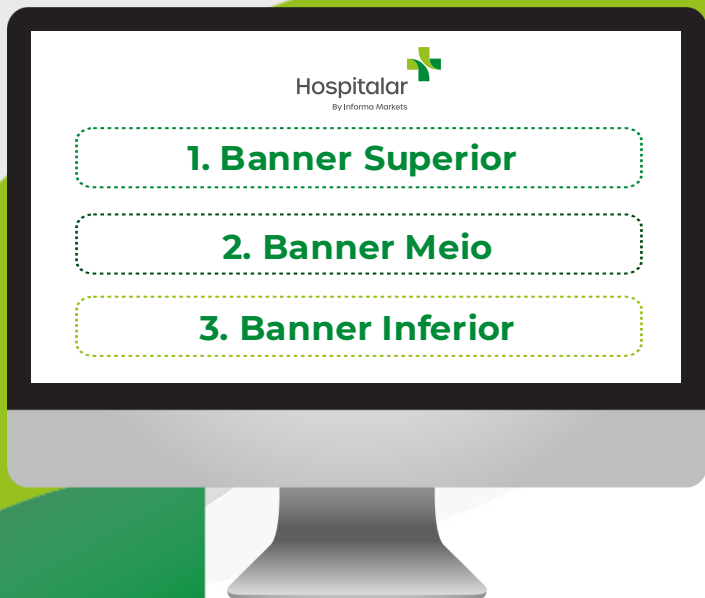 Hospitalar
By Informa Markets
1. Banner Superior
2. Banner Meio
3. Banner Inferior